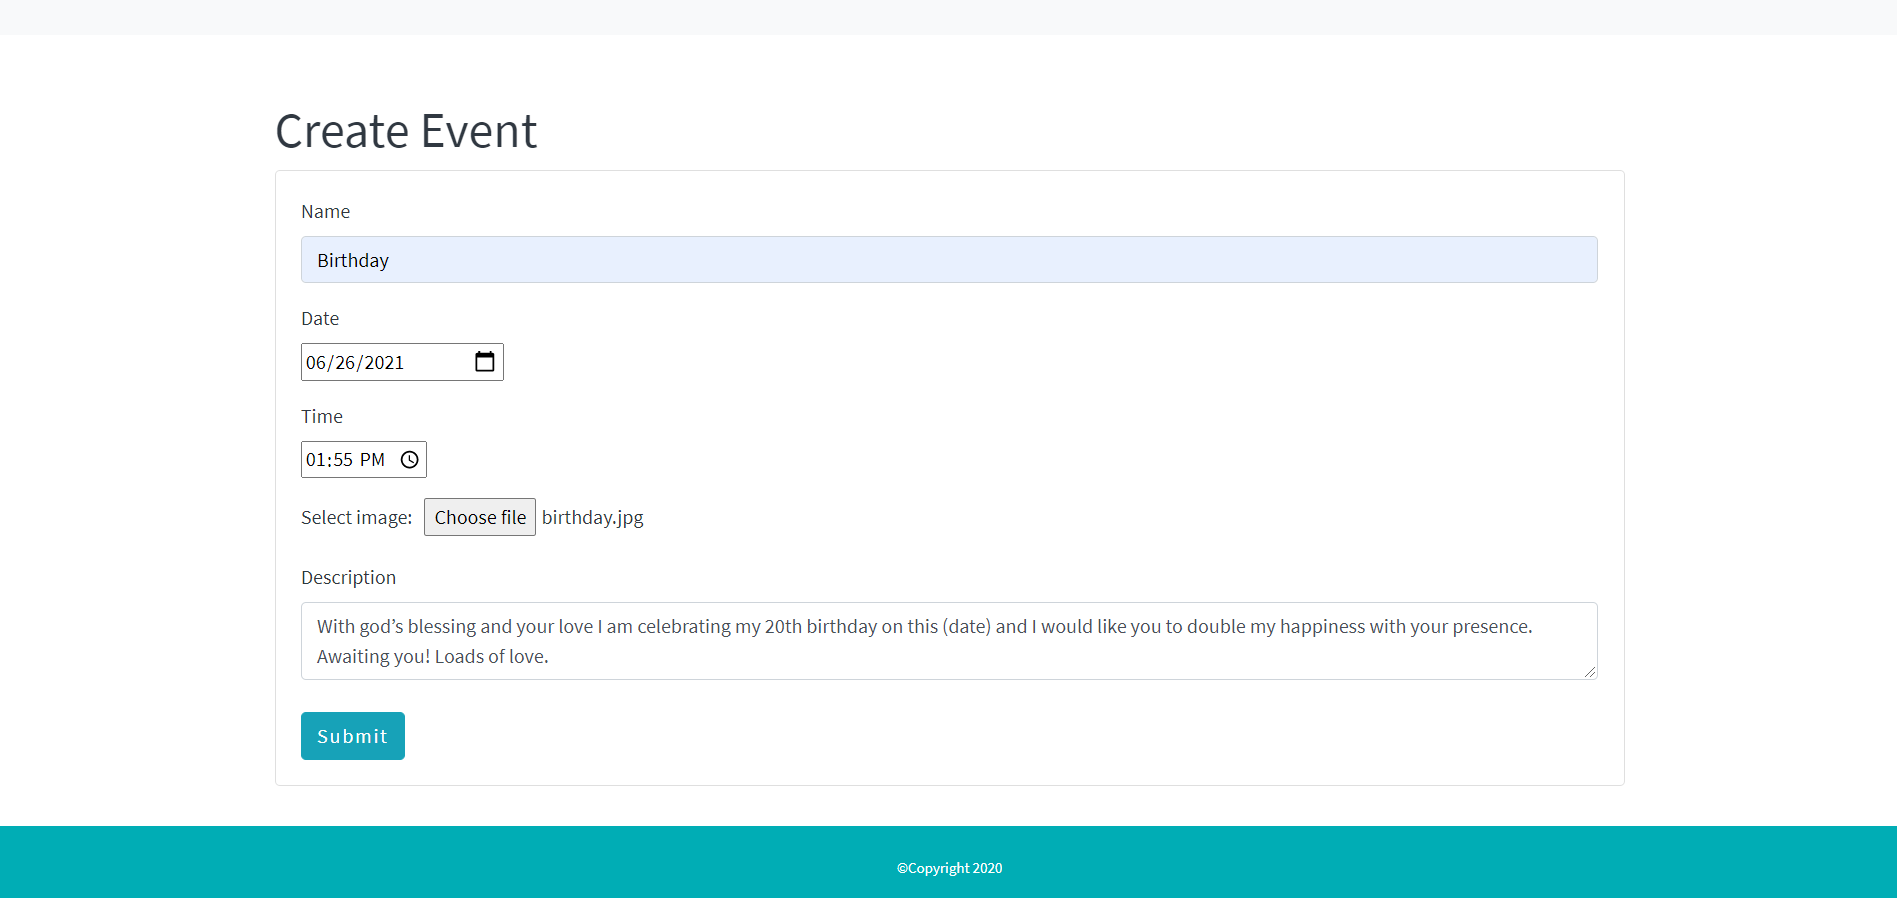 Create Event
Name
Birthday
Date
06/26/2021
Time
01:55 PM
Select image: Choose file birthday.jpg
Description
With god’s blessing and your love I am celebrating my 20th birthday on this (date) and I would like you to double my happiness with your presence.
Awaiting you! Loads of love.
Submit
©Copyright 2020